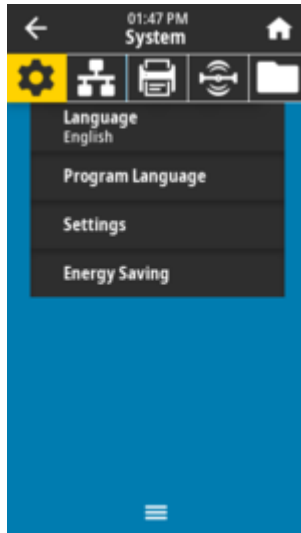 01:47 PM
System
Language
English
Program Language
Settings
Energy Saving